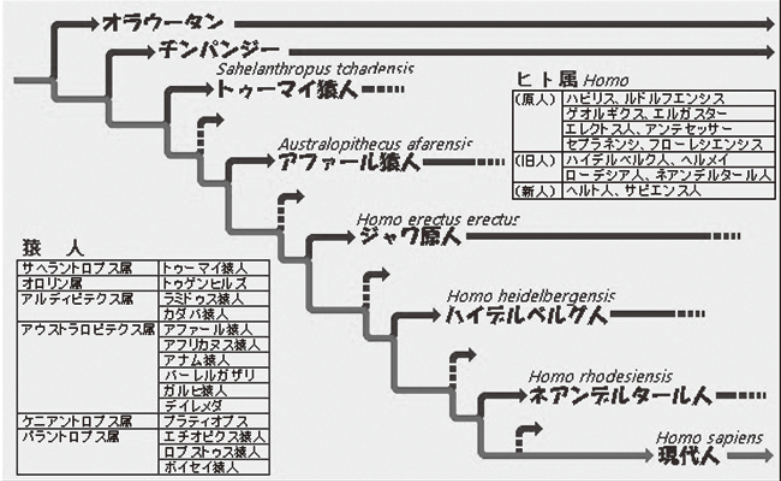 オラウータン
チンパンジー
Sahelanthropus tchadensis
トゥーマイ猿人
ヒト属 Homo
(原人) ハビリス、ルドルフエンシス
ゲオルギクス、エルガスター
エレクトス人、アンテセッサー
セプラネンシ、フローレシエンシス
(旧人) ハイデルベルク人、ヘルメイ
ローデシア人、ネアンデルタール人
(新人) ヘルト人、サピエンス人
Australopithecus afarensis
アファール猿人
Homo erectus erectus
ジャワ原人
猿 人
サヘラントロプス属 トゥーマイ猿人
オロリン属 トゥゲンヒルズ
アルディピテクス属 ラミドゥス猿人
カダバ猿人
アウストラロピテクス属 アファール猿人
アフリカヌス猿人
アナム猿人
バーレルガザリ
ガルヒ猿人
デイレメダ
ケニアントロプス属 プラティオプス
パラントロプス属 エチオピクス猿人
ロブストゥス猿人
ボイセイ猿人
Homo heidelbergensis
ハイデルベルグ人
Homo rhodesiensis
ネアンデルタール人
Homo sapiens
現代人